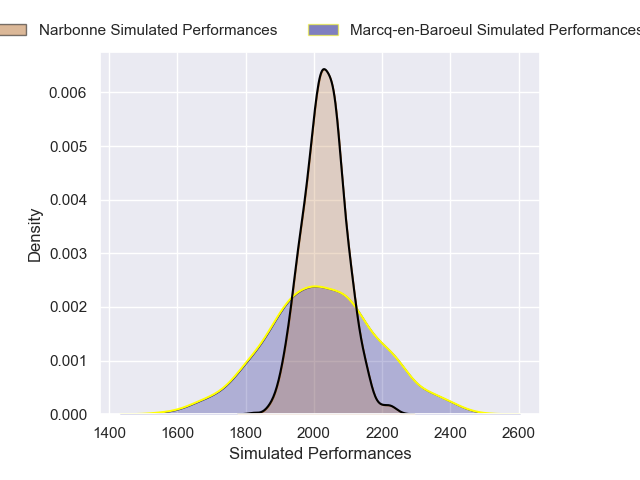 Narbonne Simulated Performances Marcq-en-Baroeul Simulated Performances
0.006
0.005
0.004
0.003
0.002
0.001
0.000
Density
1400 1600 1800 2000 2200 2400 2600
Simulated Performances